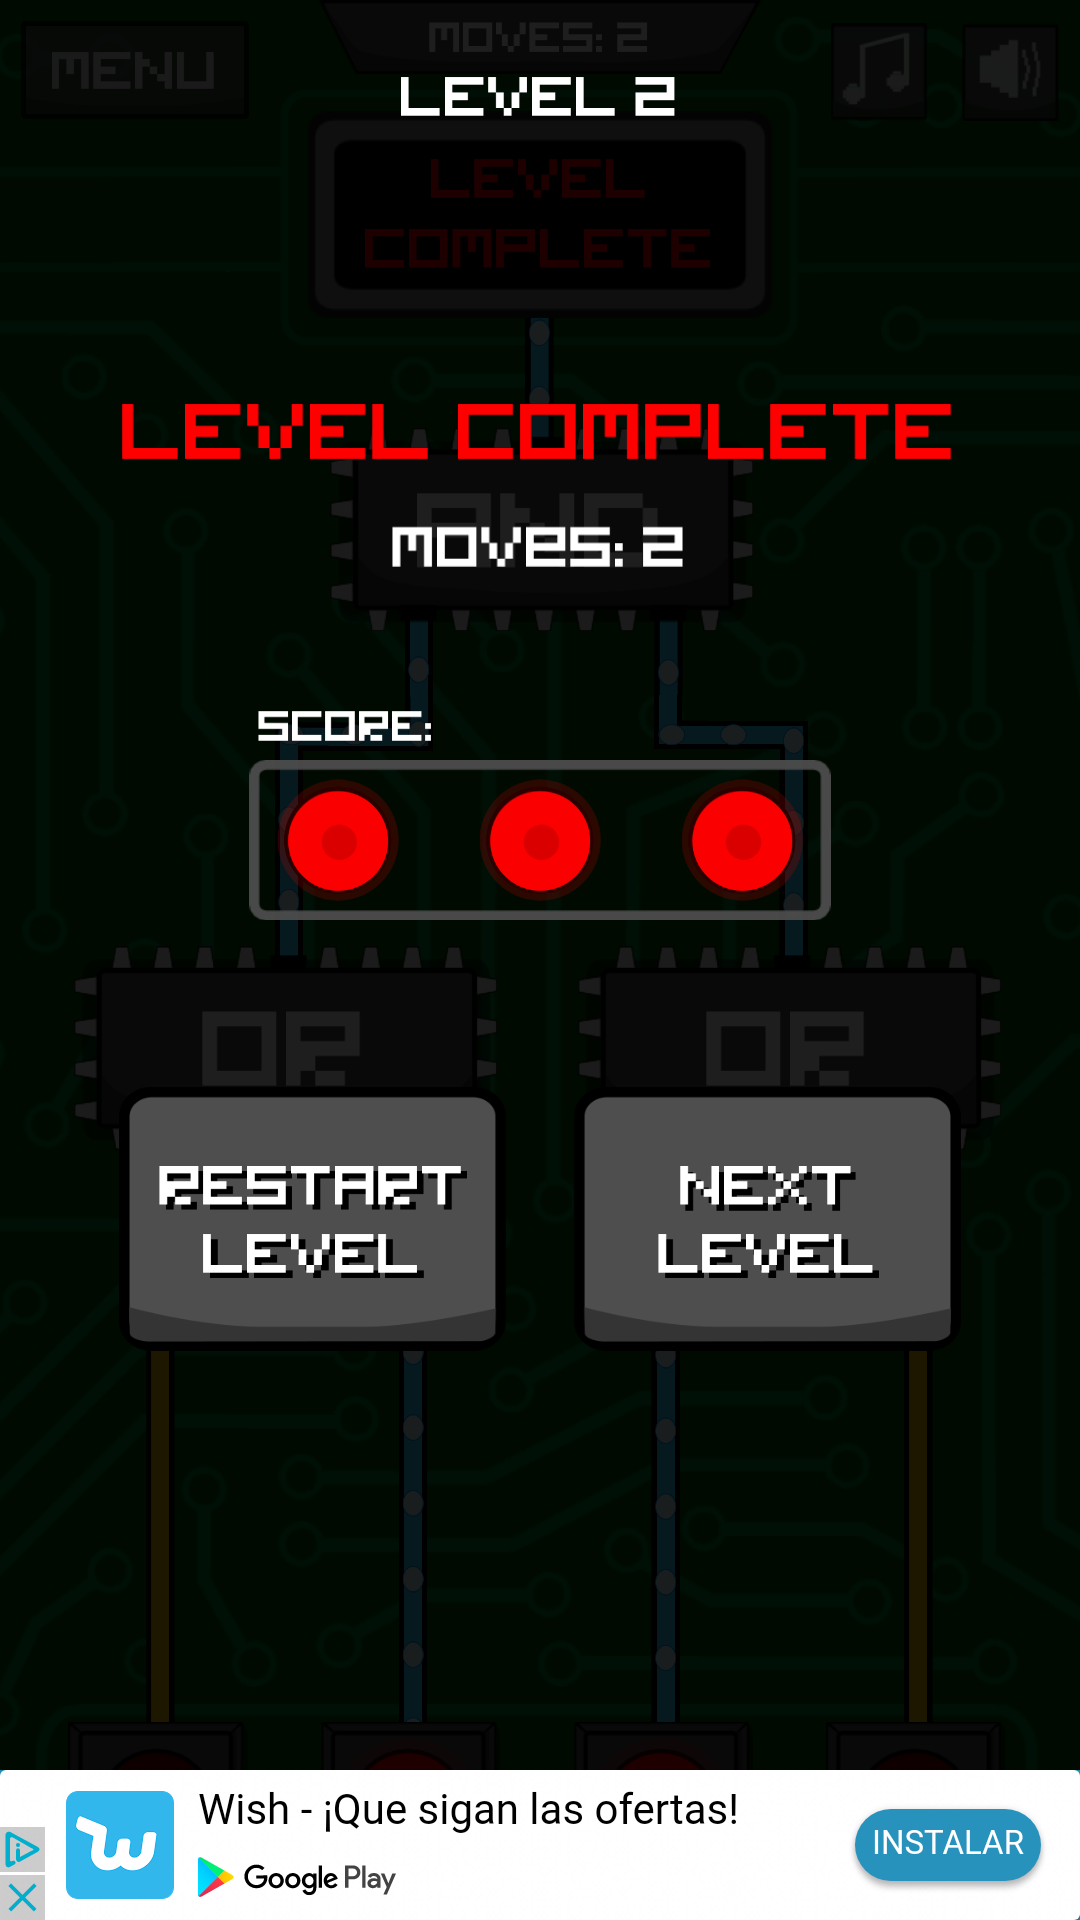 MOVES: 2
MENU
LEVEL 2
LEVEL
COMPLETE
LEVEL COMPLETE
AND
MOVES: 2
SCORE:
OR OR
RESTART
LEVEL
NEXT
LEVEL
Wish - ¡Que sigan las ofertas!
Google Play
INSTALAR